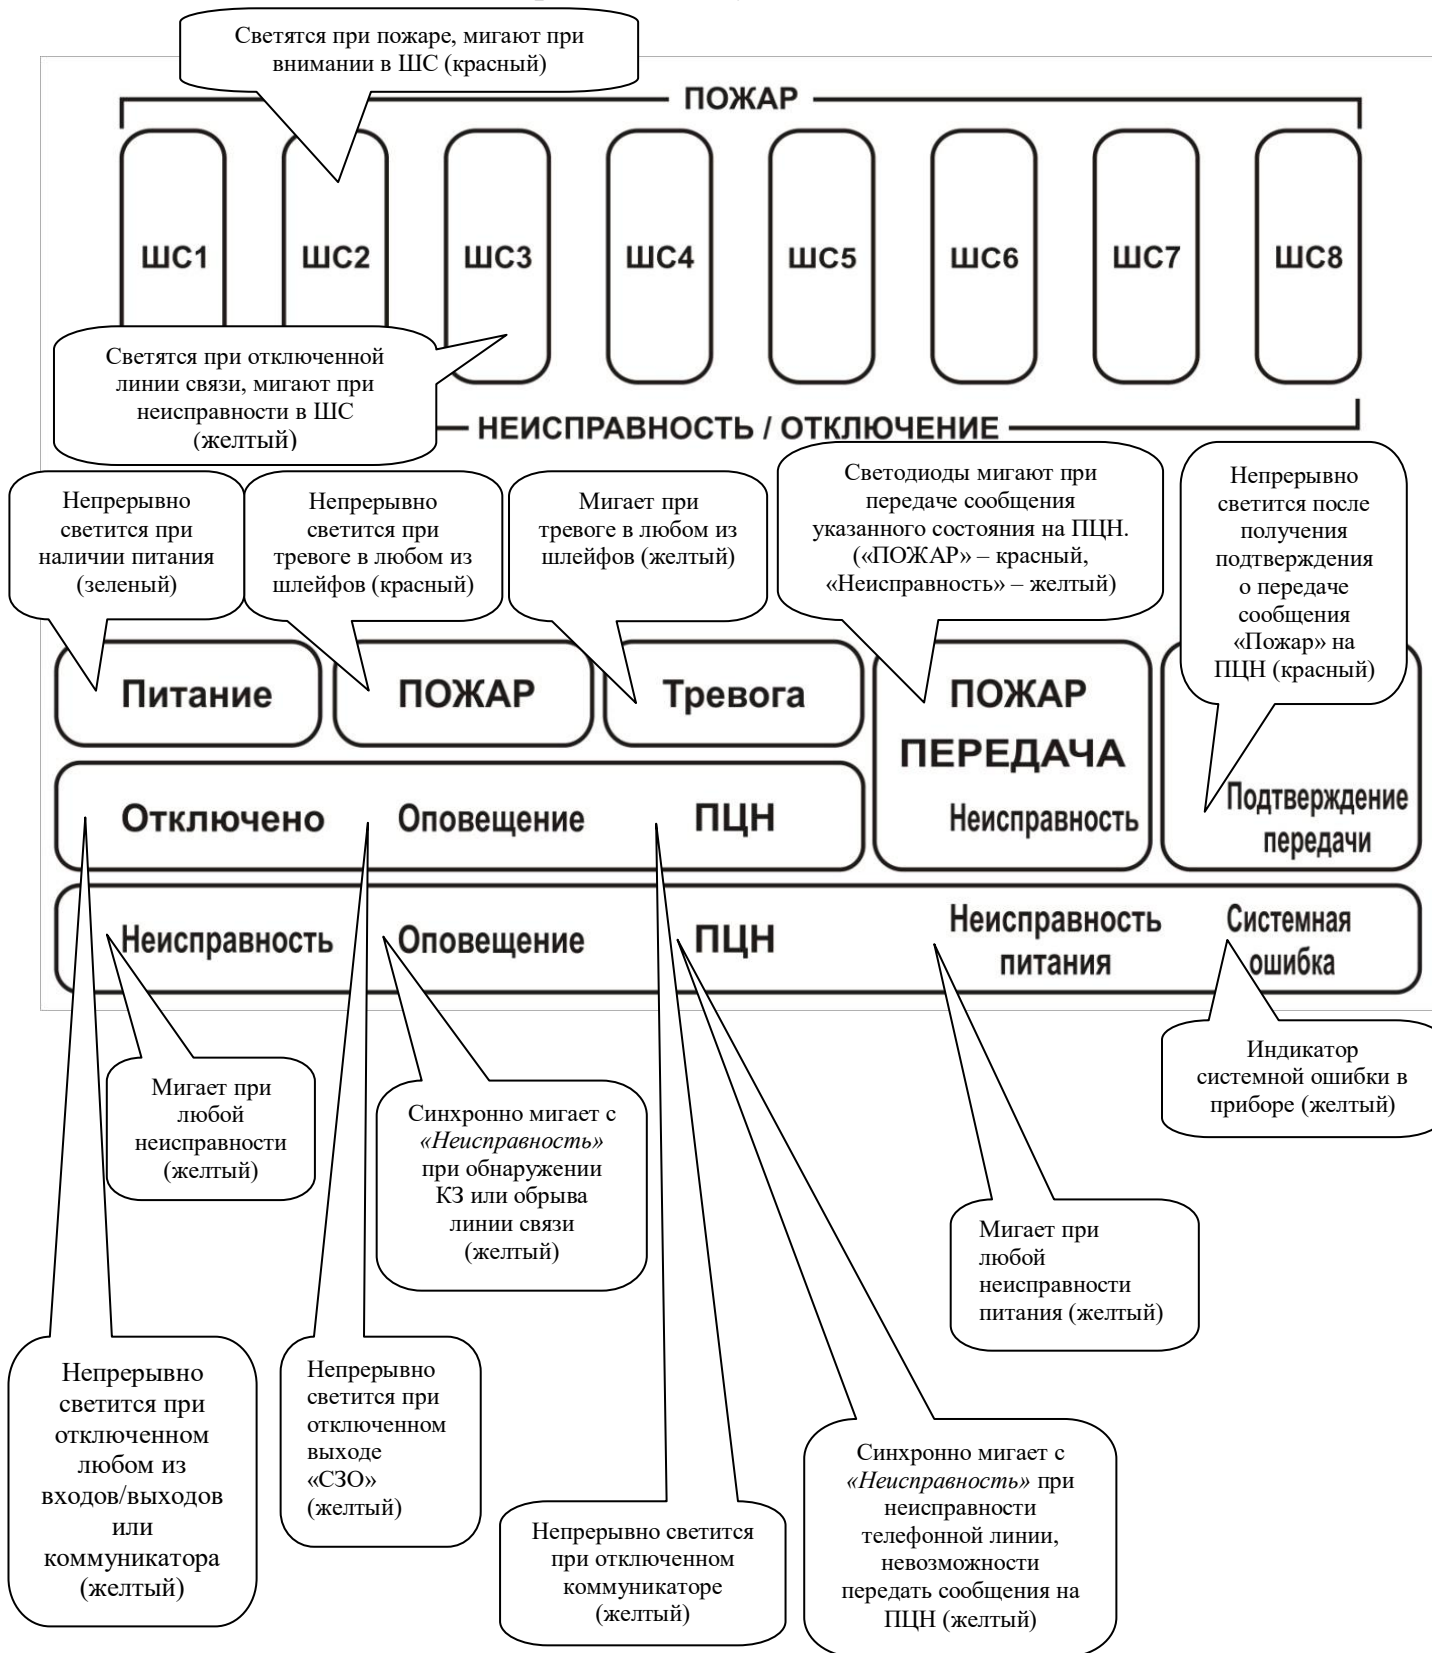 Светятся при пожаре, мигают при
внимании в ШС (красный)
ПОЖАР
ШС1
ШС2
ШС3
ШС4
ШС5
ШС6
ШС7
ШС8
Светятся при отключенной
линии связи, мигают при
неисправности в ШС
(желтый)
НЕИСПРАВНОСТЬ / ОТКЛЮЧЕНИЕ
Непрерывно
светится при
наличии питания
(зеленый)
Непрерывно
светится при
тревоге в любом из
шлейфов (красный)
Мигает при
тревоге в любом из
шлейфов (желтый)
Светодиоды мигают при
передаче сообщения
указанного состояния на ПЦН.
(«ПОЖАР» – красный,
«Неисправность» – желтый)
Непрерывно
светится после
получения
подтверждения
о передаче
сообщения
«Пожар» на
ПЦН (красный)
Питание
ПОЖАР
Тревога
ПОЖАР
ПЕРЕДАЧА
Неисправность
Подтверждение
передачи
Отключено
Оповещение
ПЦН
Неисправность
Оповещение
ПЦН
Неисправность
питания
Системная
ошибка
Мигает при
любой
неисправности
(желтый)
Синхронно мигает с
«Неисправность»
при обнаружении
КЗ или обрыва
линии связи
(желтый)
Индикатор
системной ошибки в
приборе (желтый)
Мигает при
любой
неисправности
питания (желтый)
Непрерывно
светится при
отключенном
любом из
входов/выходов
или
коммуникатора
(желтый)
Непрерывно
светится при
отключенном
выходе
«СЗО»
(желтый)
Непрерывно светится
при отключенном
коммуникаторе
(желтый)
Синхронно мигает с
«Неисправность» при
неисправности
телефонной линии,
невозможности
передать сообщения на
ПЦН (желтый)